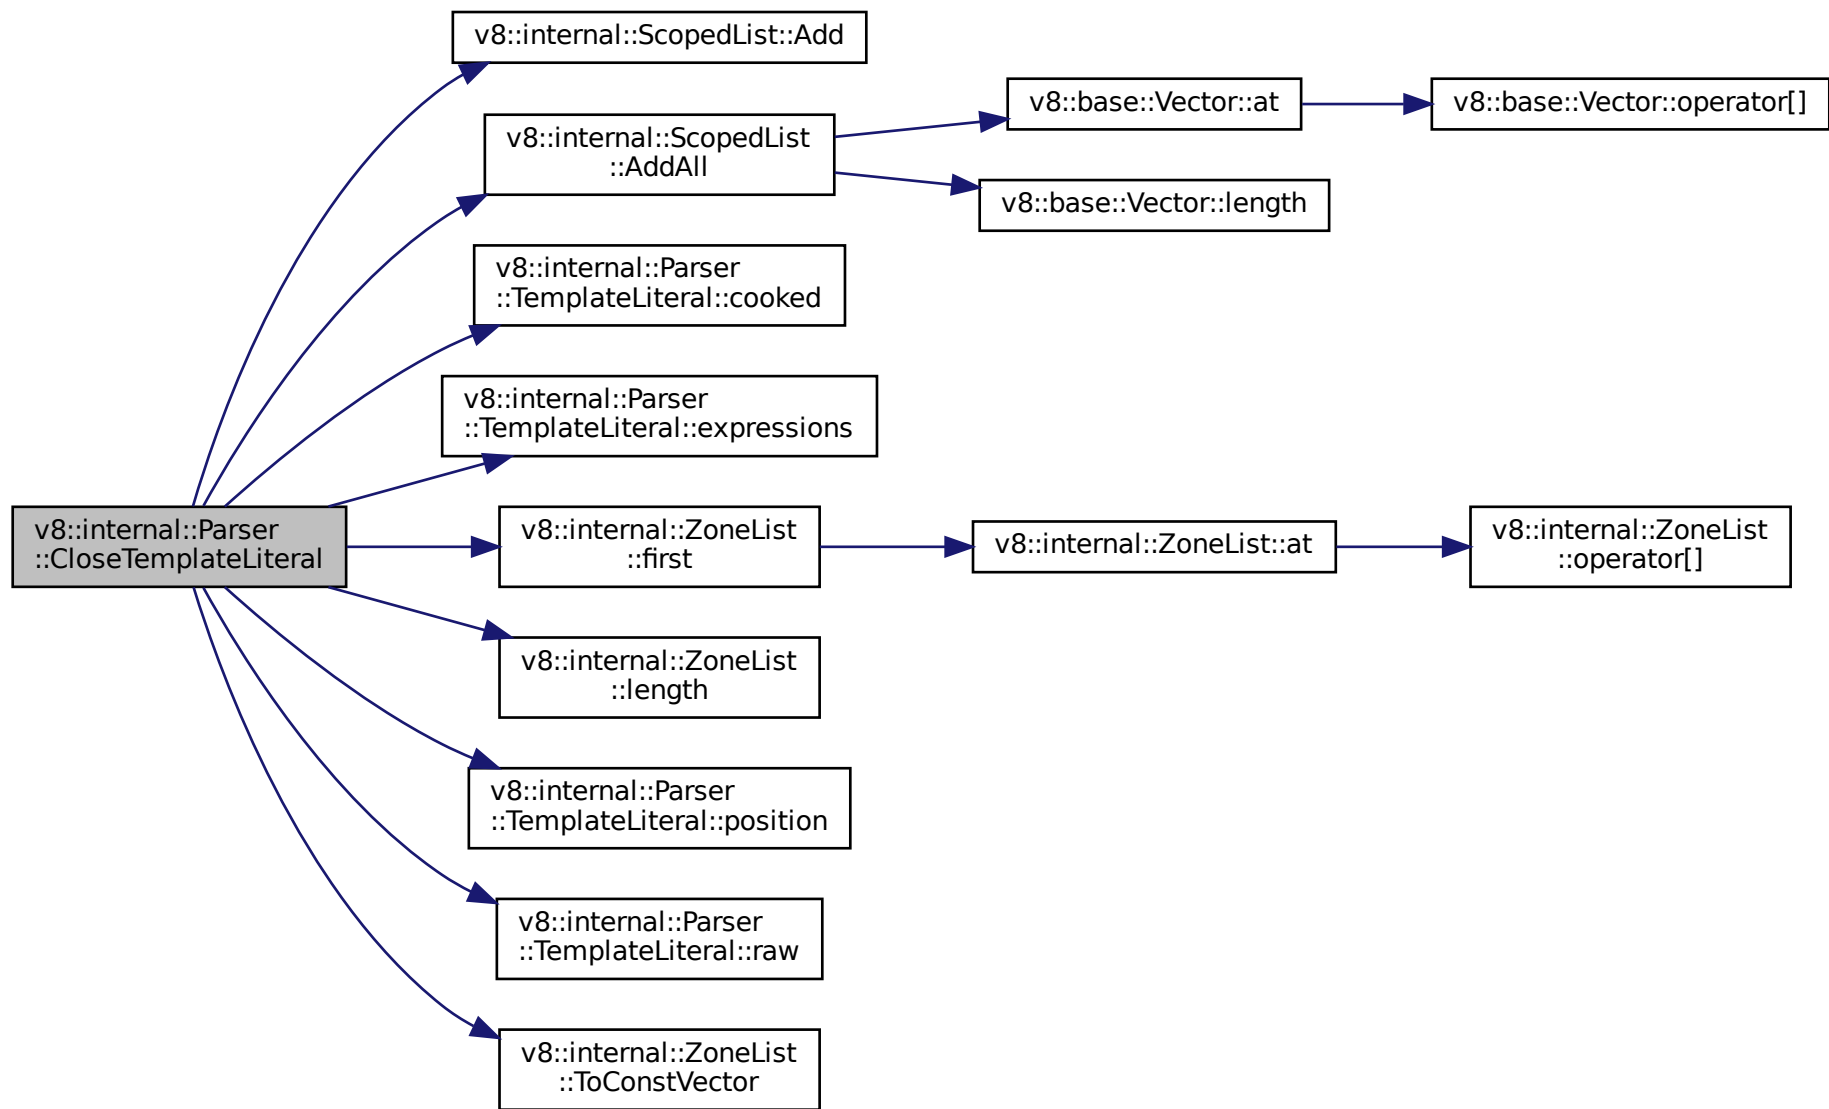 v8::internal::ScopedList::Add
v8::base::Vector::at
v8::base::Vector::operator[]
v8::internal::ScopedList
::AddAll
v8::base::Vector::length
v8::internal::Parser
::TemplateLiteral::cooked
v8::internal::Parser
::TemplateLiteral::expressions
v8::internal::Parser
::CloseTemplateLiteral
v8::internal::ZoneList
::first
v8::internal::ZoneList::at
v8::internal::ZoneList
::operator[]
v8::internal::ZoneList
::length
v8::internal::Parser
::TemplateLiteral::position
v8::internal::Parser
::TemplateLiteral::raw
v8::internal::ZoneList
::ToConstVector